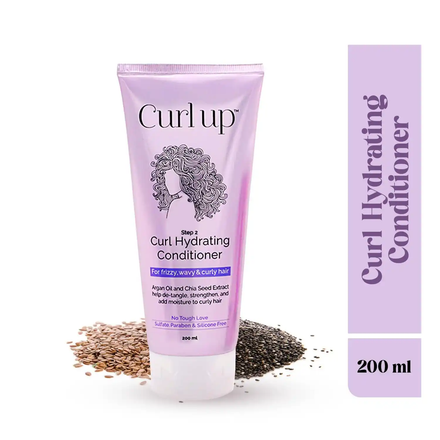 Curl up™
Step 2
Curl Hydrating
Conditioner
For frizzy, wavy & curly hair
Argan Oil and Chia Seed Extract
help de-tangle, strengthen, and
add moisture to curly hair
No Tough Love
Sulfate, Paraben & Silicone Free
200 ml
Curl Hydrating
Conditioner
200 ml